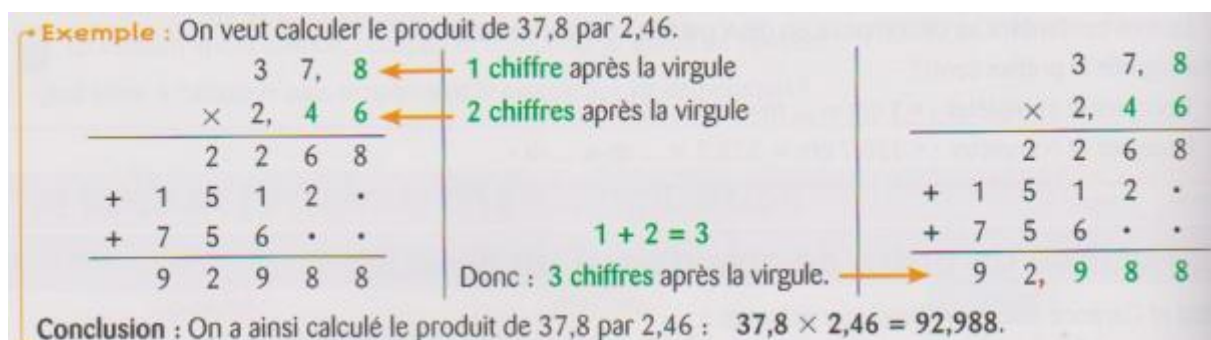 Exemple : On veut calculer le produit de 37,8 par 2,46.
3 7, 8 1 chiffre après la virgule 3 7, 8
× 2, 4 6 2 chiffres après la virgule × 2, 4 6
2 2 6 8 2 2 6 8
+ 1 5 1 2 · + 1 5 1 2 ·
+ 7 5 6 · · 1 + 2 = 3 + 7 5 6 · ·
9 2 9 8 8 Donc : 3 chiffres après la virgule. 9 2, 9 8 8
Conclusion : On a ainsi calculé le produit de 37,8 par 2,46 : 37,8 × 2,46 = 92,988.